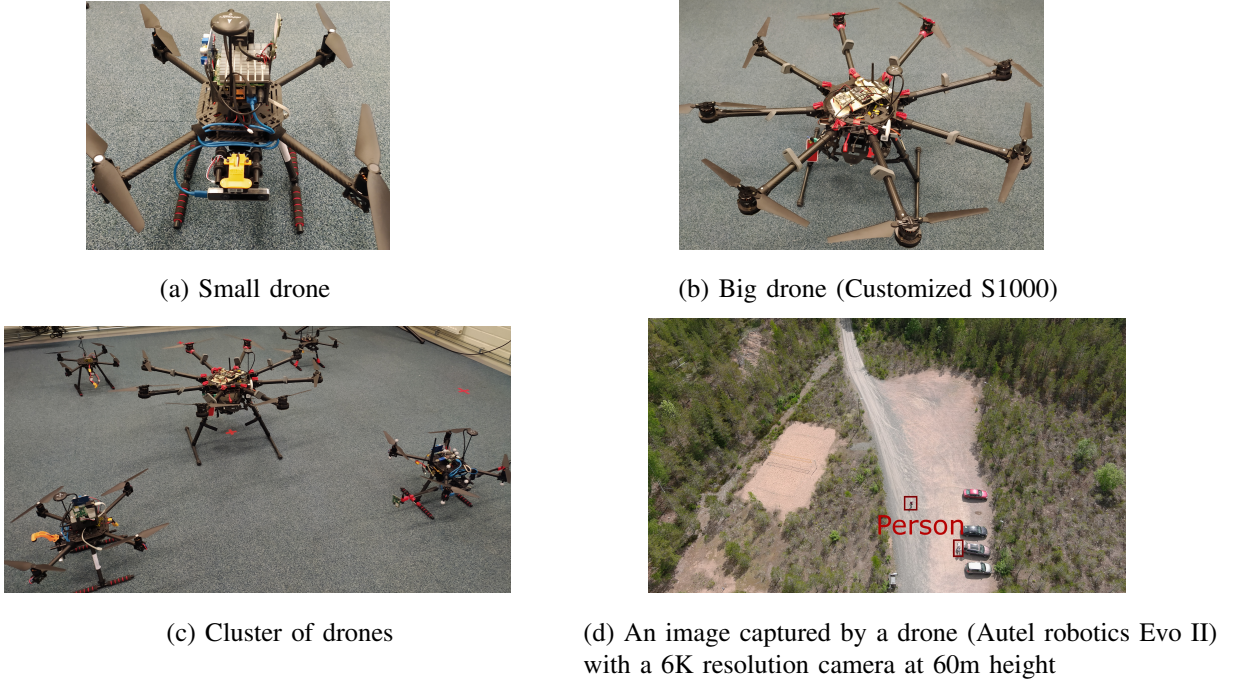 (a) Small drone
(b) Big drone (Customized S1000)
Person
(c) Cluster of drones
(d) An image captured by a drone (Autel robotics Evo II)
with a 6K resolution camera at 60m height